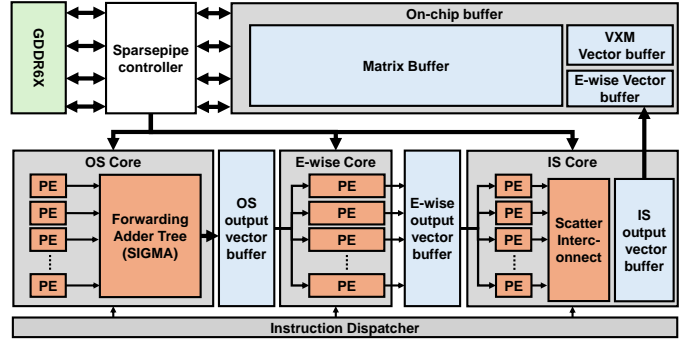 GDDR6X
Sparsepipe
controller
On-chip buffer
Matrix Buffer
VXM
Vector buffer
E-wise Vector
buffer
OS Core
PE
PE
PE
PE
Forwarding
Adder Tree
(SIGMA)
OS
output
vector
buffer
E-wise Core
PE
PE
PE
PE
E-wise
output
vector
buffer
IS Core
PE
PE
PE
PE
Scatter
Interc-
onnect
IS
output
vector
buffer
Instruction Dispatcher